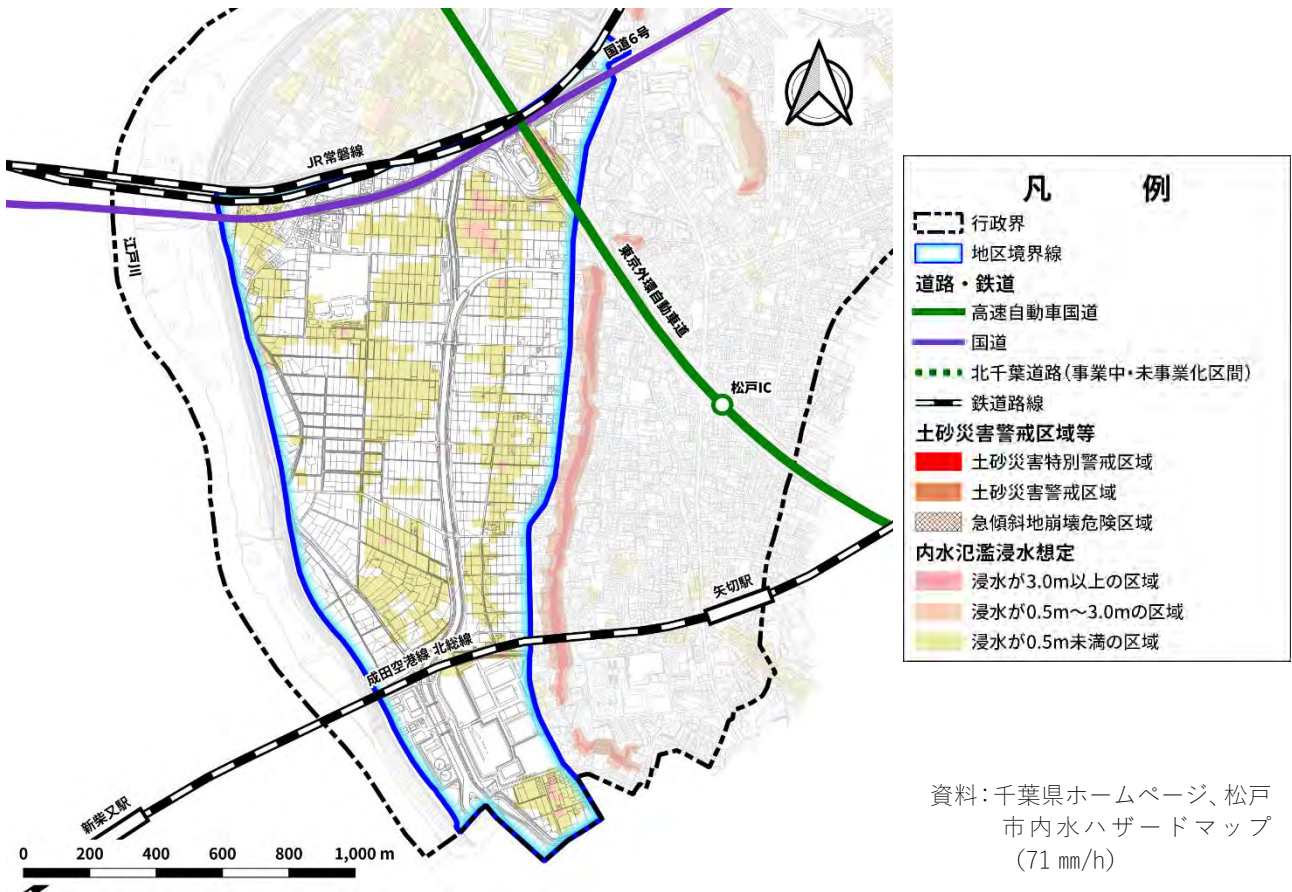 国道6号
JR常磐線
江戸川
東京外環自動車道
松戸IC
矢切駅
成田空港線 北総線
新柴又駅
0 200 400 600 800 1,000 m
凡 例
行政界
地区境界線
道路・鉄道
高速自動車国道
国道
北千葉道路(事業中・未事業化区間)
鉄道路線
土砂災害警戒区域等
土砂災害特別警戒区域
土砂災害警戒区域
急傾斜地崩壊危険区域
内水氾濫浸水想定
浸水が3.0m以上の区域
浸水が0.5m~3.0mの区域
浸水が0.5m未満の区域
資料:千葉県ホームページ、松戸
市内水ハザードマップ
(71 mm/h)